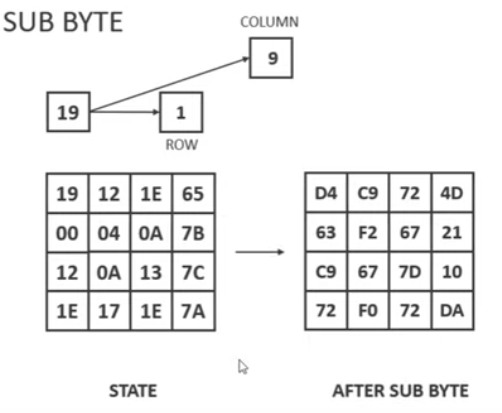 SUB BYTE
COLUMN
9
19
1
ROW
19 12 1E 65
00 04 0A 7B
12 0A 13 7C
1E 17 1E 7A
D4 C9 72 4D
63 F2 67 21
C9 67 7D 10
72 F0 72 DA
STATE
AFTER SUB BYTE